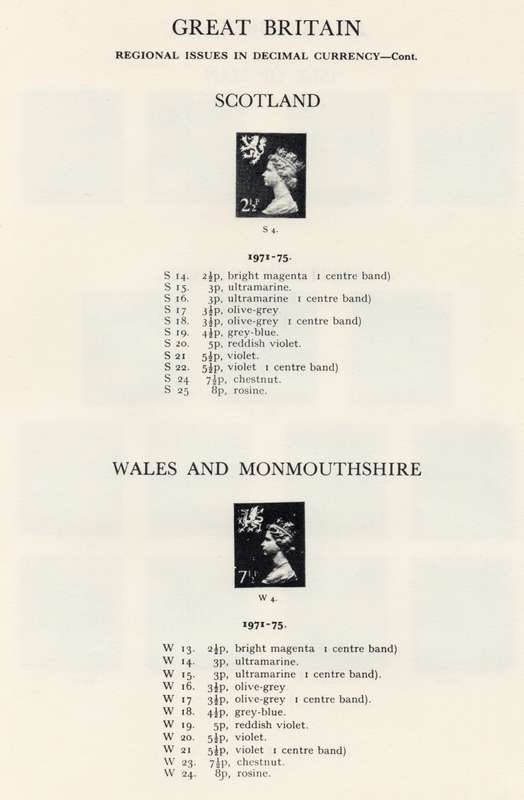 GREAT BRITAIN
REGIONAL ISSUES IN DECIMAL CURRENCY—Cont.
SCOTLAND
2½P
S 4.
1971-75.
S 14. 2½p, bright magenta 1 centre band)
S 15. 3p, ultramarine.
S 16. 3p, ultramarine 1 centre band)
S 17 3½p, olive-grey
S 18. 3½p, olive-grey 1 centre band)
S 19. 4½p, grey-blue.
S 20. 5p, reddish violet.
S 21 5½p, violet.
S 22. 5½p, violet 1 centre band)
S 24 7½p, chestnut.
S 25 8p, rosine.
WALES AND MONMOUTHSHIRE
7½P
W 4.
1971-75.
W 13. 2½p, bright magenta 1 centre band)
W 14. 3p, ultramarine.
W 15. 3p, ultramarine 1 centre band).
W 16. 3½p, olive-grey
W 17 3½p, olive-grey 1 centre band).
W 18. 4½p, grey-blue.
W 19. 5p, reddish violet.
W 20. 5½p, violet.
W 21 5½p, violet 1 centre band)
W 23. 7½p, chestnut.
W 24. 8p, rosine.